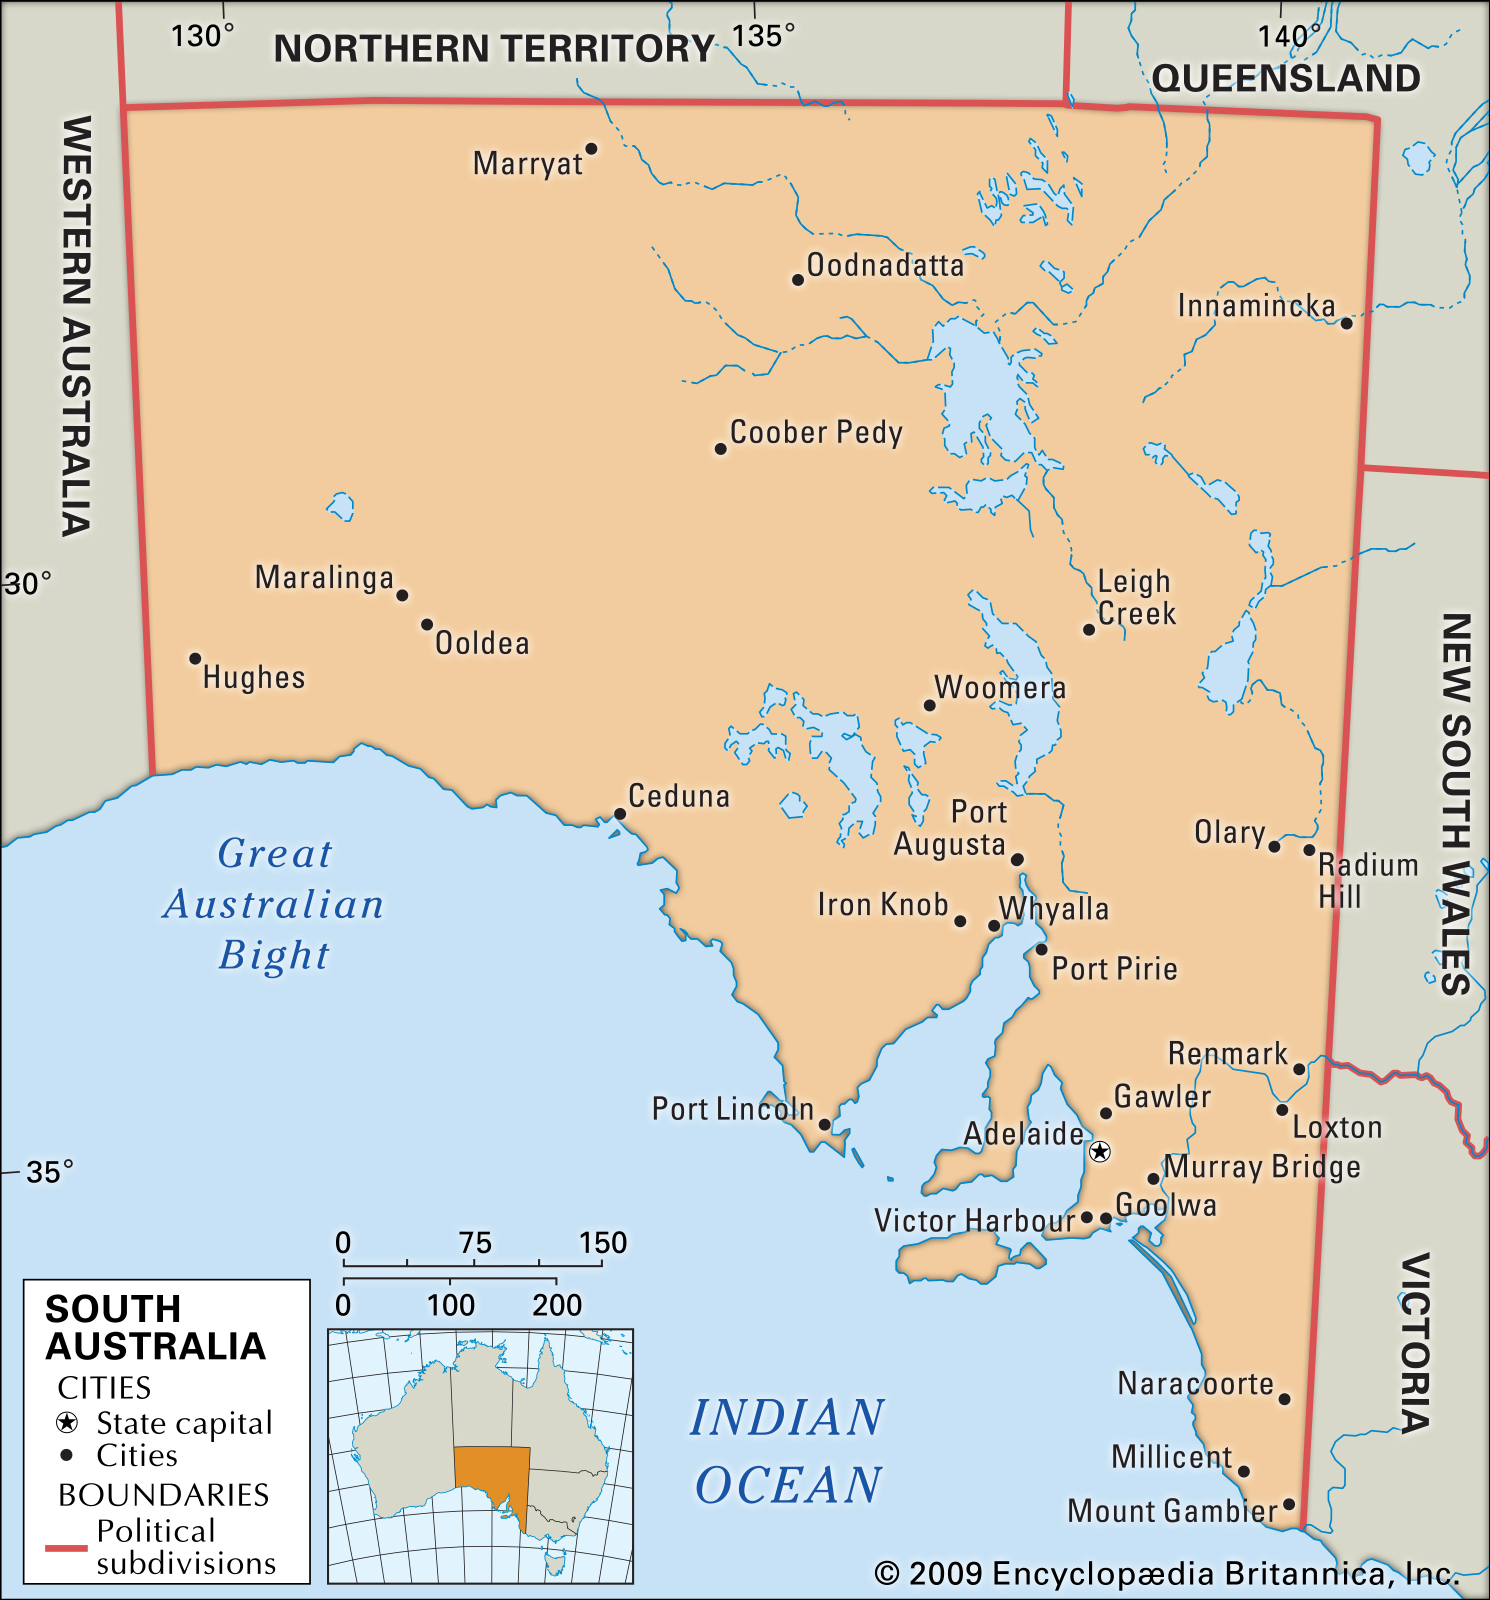 130°
135°
140°
NORTHERN TERRITORY
QUEENSLAND
WESTERN AUSTRALIA
Marryat
Oodnadatta
Innamincka
Coober Pedy
30°
Maralinga
Ooldea
Hughes
Leigh
Creek
Woomera
NEW SOUTH WALES
Ceduna
Port
Augusta
Olary
Radium
Hill
Great
Australian
Bight
Iron Knob
Whyalla
Port Pirie
Renmark
Gawler
Port Lincoln
Adelaide
Loxton
35°
Murray Bridge
Goolwa
Victor Harbour
VICTORIA
0 75 150
0 100 200
SOUTH
AUSTRALIA
CITIES
State capital
Cities
BOUNDARIES
Political
subdivisions
INDIAN
OCEAN
Naracoorte
Millicent
Mount Gambier
© 2009 Encyclopædia Britannica, Inc.